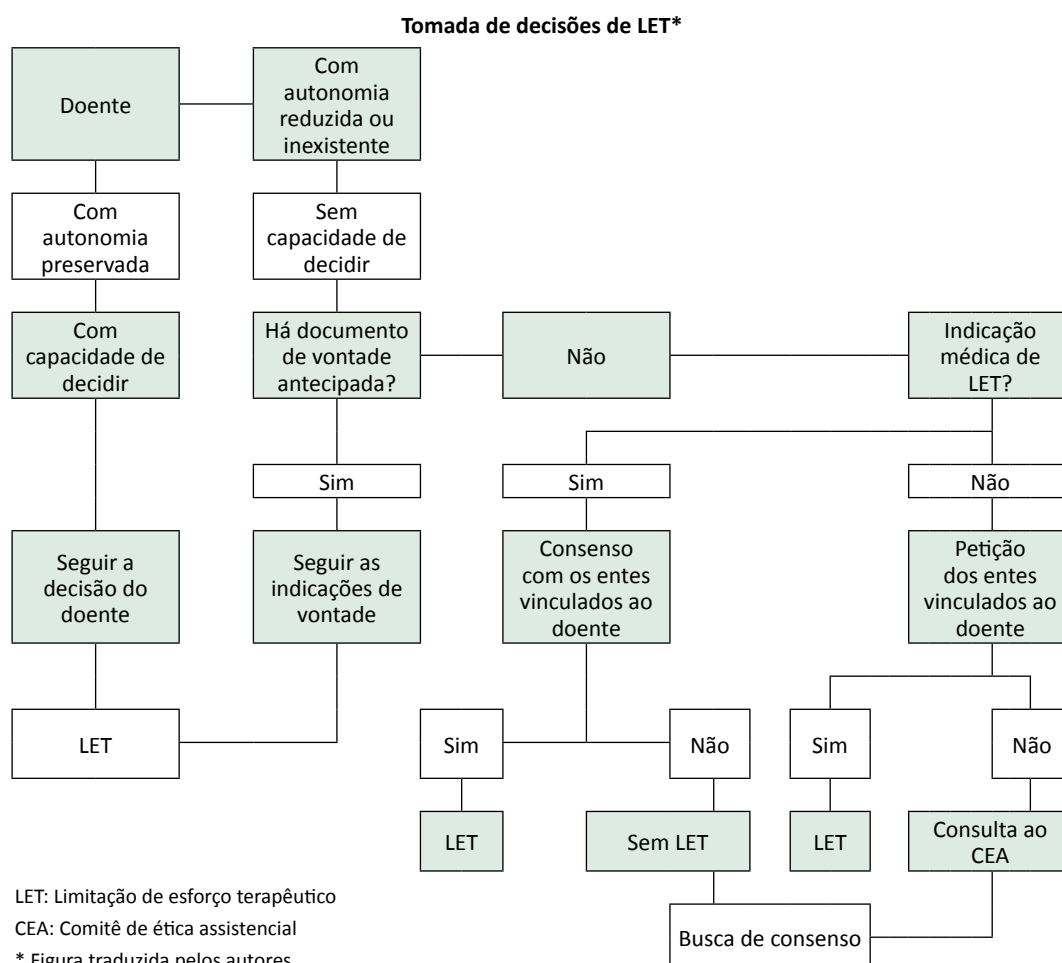 Tomada de decisões de LET*
Doente
Com
autonomia
reduzida ou
inexistente
Com
autonomia
preservada
Sem
capacidade de
decidir
Com
capacidade de
decidir
Há documento
de vontade
antecipada?
Não
Indicação
médica de
LET?
Sim
Sim
Não
Seguir a
decisão do
doente
Seguir as
indicações de
vontade
Consenso
com os entes
vinculados ao
doente
Petição
dos entes
vinculados ao
doente
LET
Sim
Não
Sim
Não
LET
Sem LET
LET
Consulta ao
CEA
Busca de consenso
LET: Limitação de esforço terapêutico
CEA: Comitê de ética assistencial
* Figura traduzida pelos autores